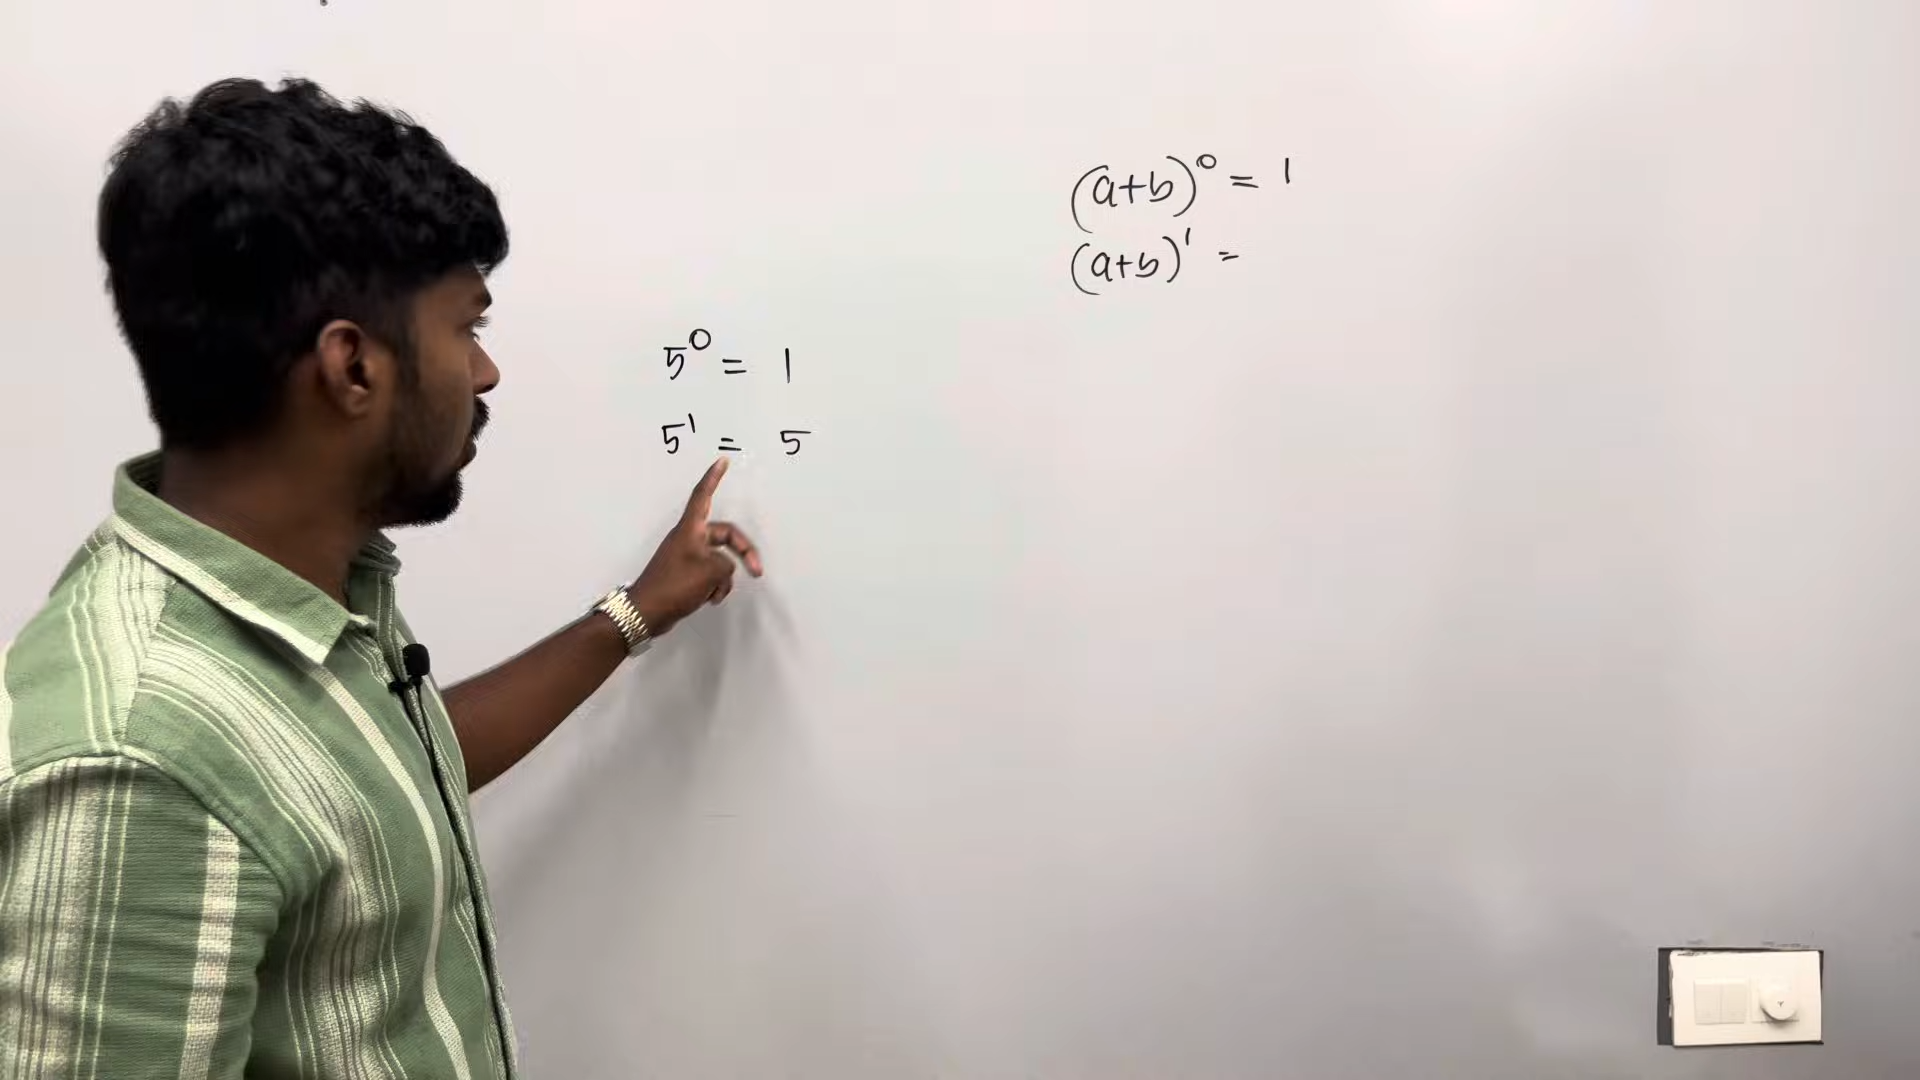 (a+b)⁰ = 1
(a+b)¹ =
5⁰ = 1
5¹ = 5